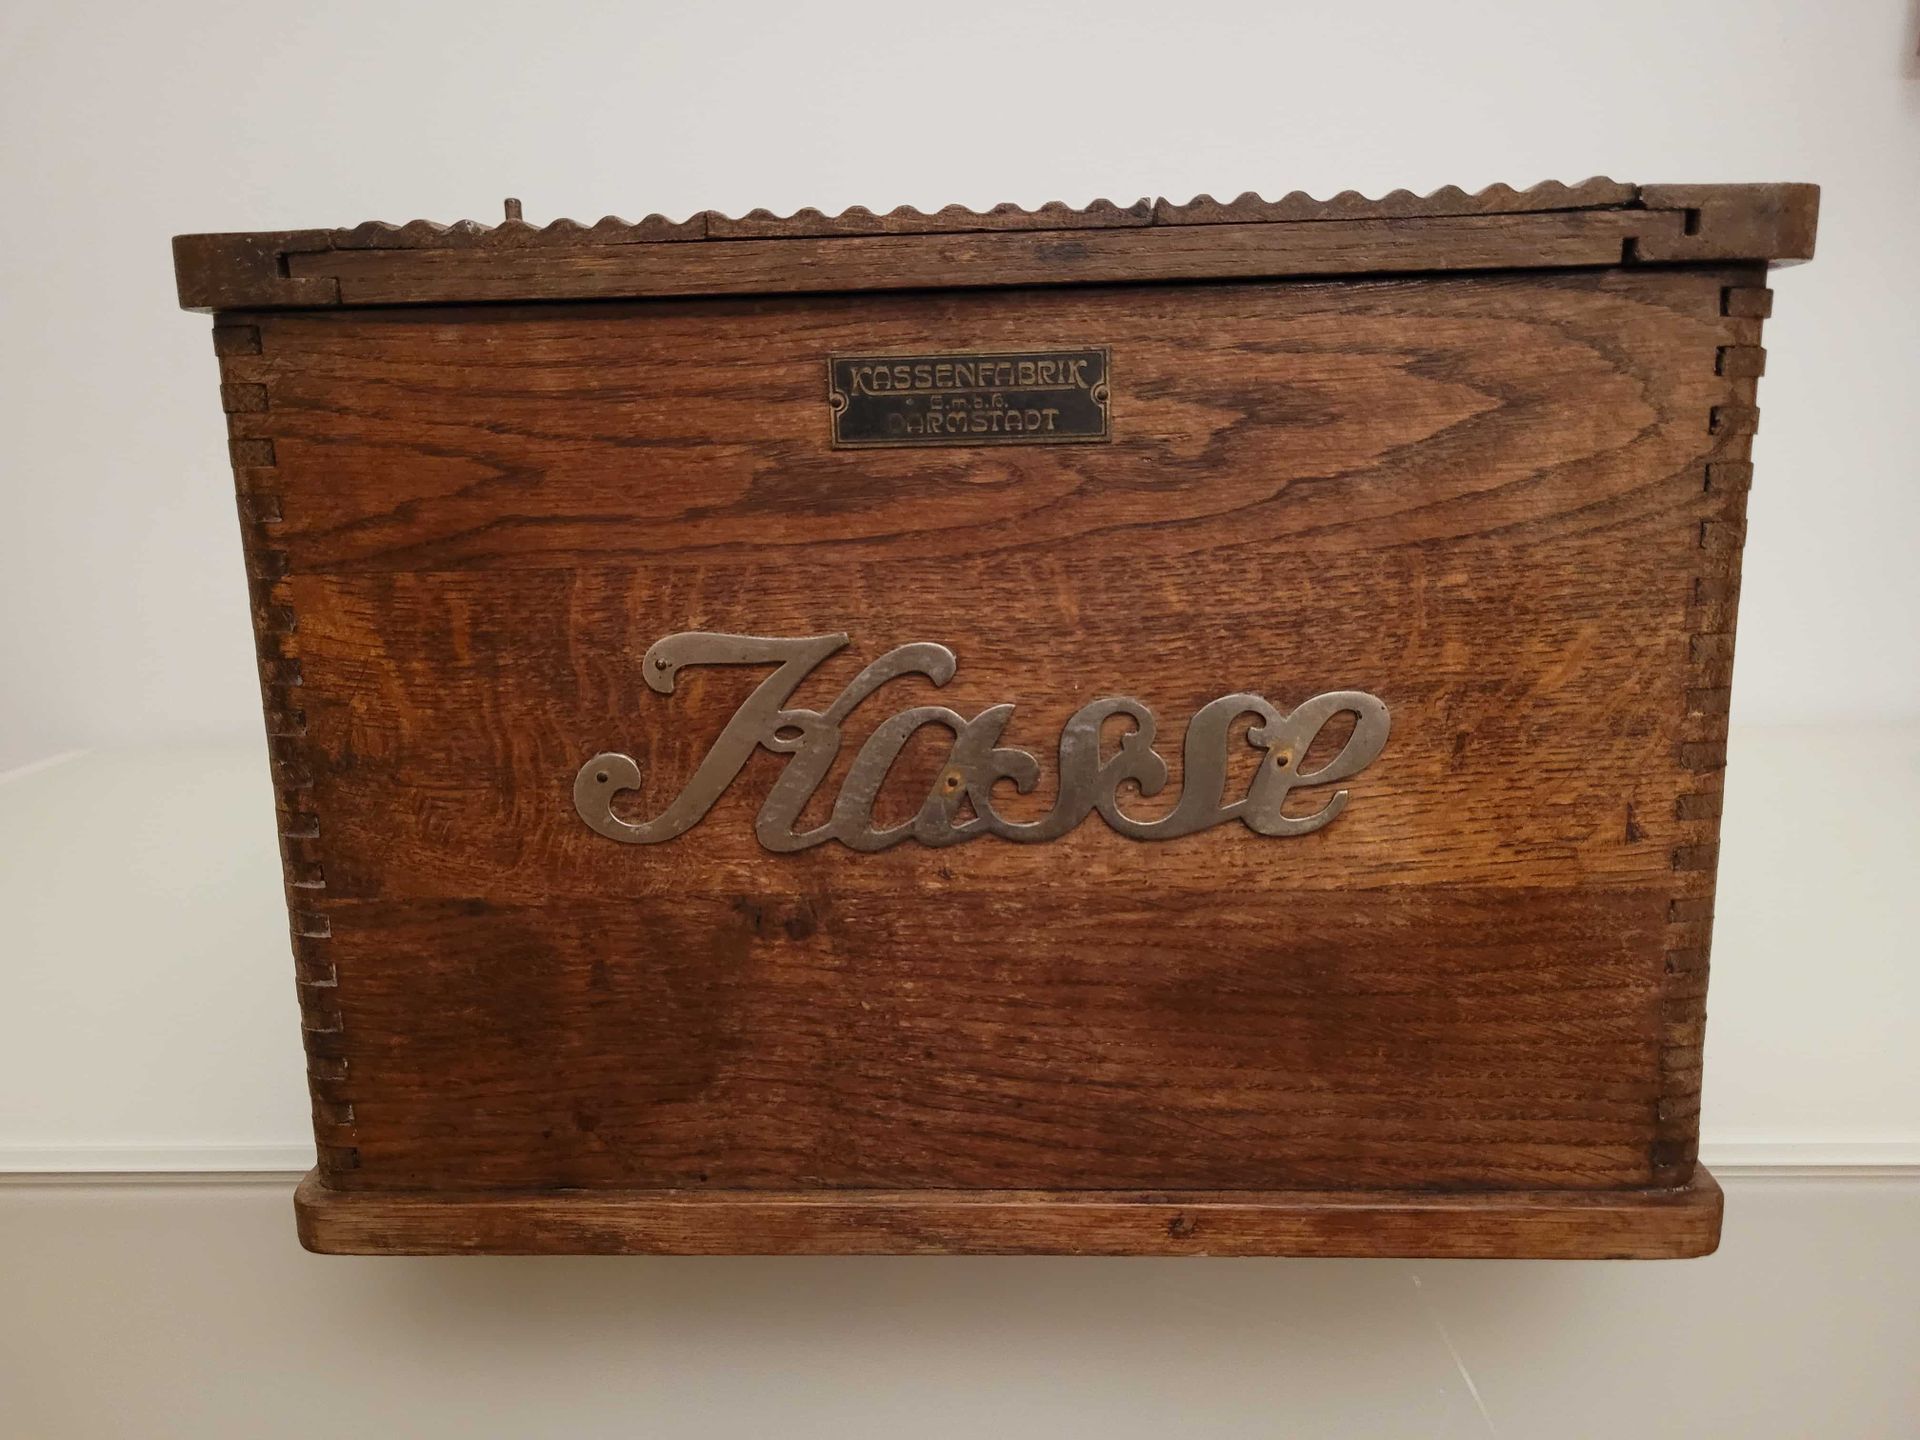 KASSENFABRIK
G.m.b.H.
DARMSTADT
Kasse